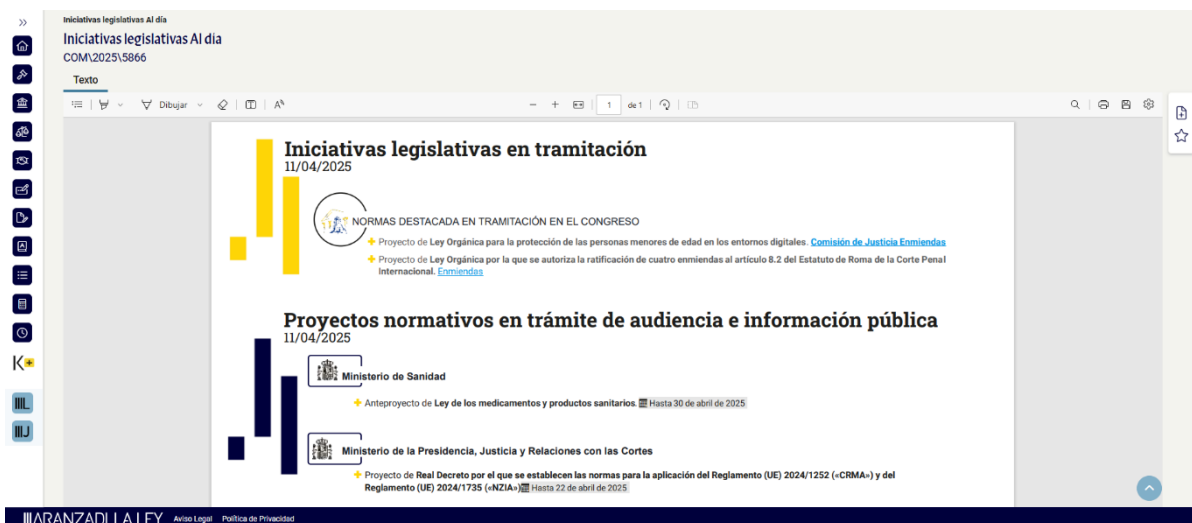 Iniciativas legislativas Al día
Iniciativas legislativas Al dia
COM\2025\5866
Texto
Dibujar
1 de 1
Iniciativas legislativas en tramitación
11/04/2025
NORMAS DESTACADA EN TRAMITACIÓN EN EL CONGRESO
Proyecto de Ley Orgánica para la protección de las personas menores de edad en los entornos digitales. Comisión de Justicia Enmiendas
Proyecto de Ley Orgánica por la que se autoriza la ratificación de cuatro enmiendas al artículo 8.2 del Estatuto de Roma de la Corte Penal
Internacional. Enmiendas
Proyectos normativos en trámite de audiencia e información pública
11/04/2025
Ministerio de Sanidad
Anteproyecto de Ley de los medicamentos y productos sanitarios. Hasta 30 de abril de 2025
Ministerio de la Presidencia, Justicia y Relaciones con las Cortes
Proyecto de Real Decreto por el que se establecen las normas para la aplicación del Reglamento (UE) 2024/1252 («CRMA») y del
Reglamento (UE) 2024/1735 («NZIA») Hasta 22 de abril de 2025
K+
ARANZADI LA LEY Aviso Legal Política de Privacidad